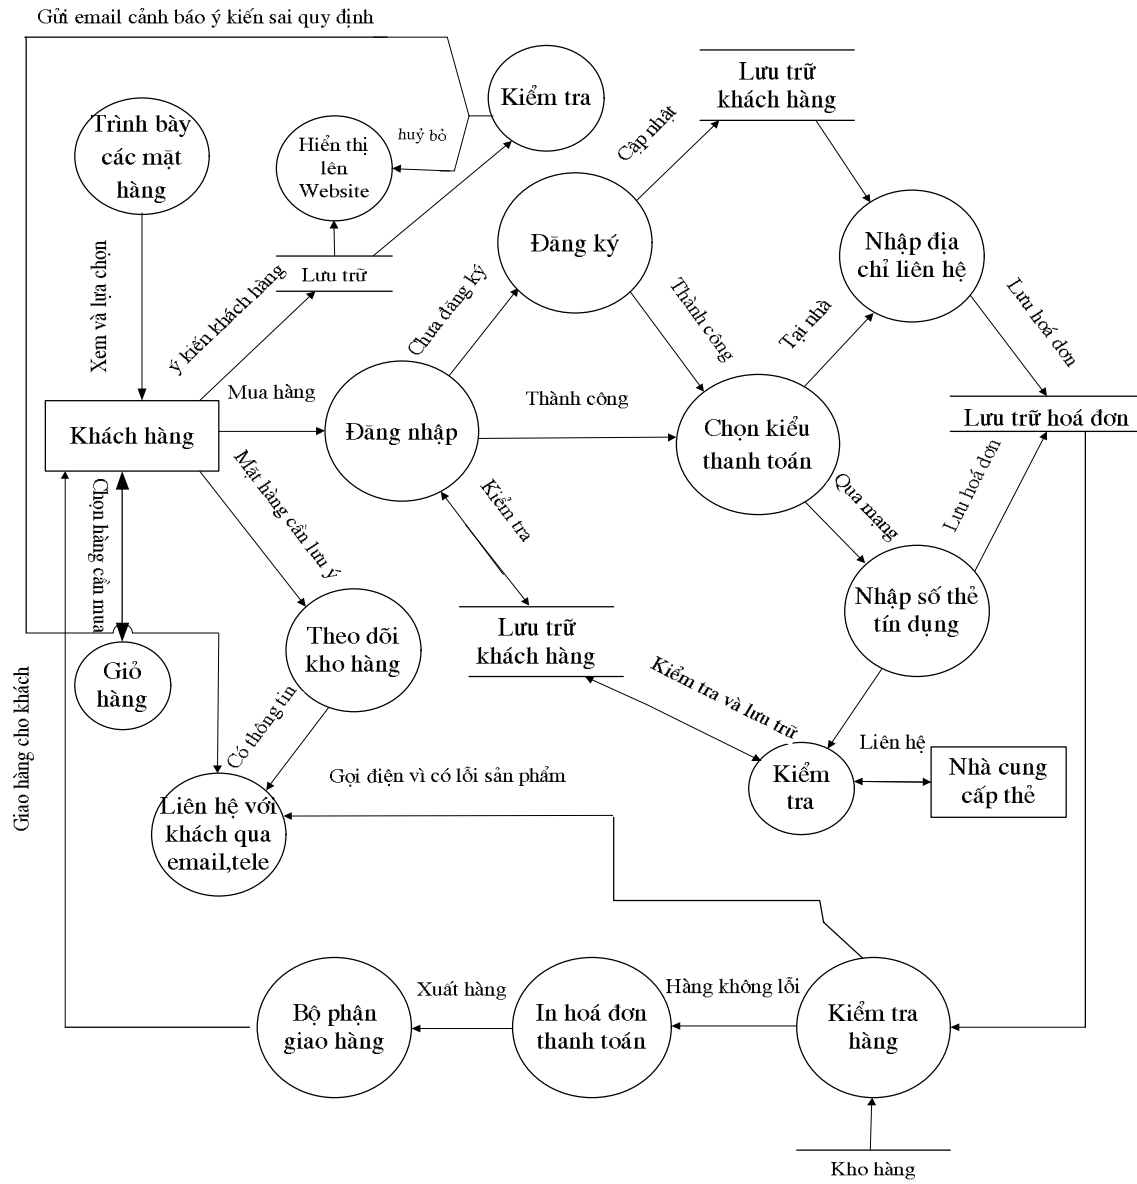 Gửi email cảnh báo ý kiến sai quy định
Kiểm tra
Lưu trữ
khách hàng
Trình bày
các mặt
hàng
Hiển thị
lên
Website
huỷ bỏ
Cập nhật
Đăng ký
Nhập địa
chỉ liên hệ
Xem và lựa chọn
ý kiến khách hàng
Lưu trữ
Chưa đăng ký
Thành công
Tại nhà
Lưu hoá đơn
Mua hàng
Thành công
Khách hàng
Đăng nhập
Chọn kiểu
thanh toán
Lưu trữ hoá đơn
Chọn hàng cần mua
Mặt hàng cần lưu ý
Kiểm tra
Qua mạng
Lưu hoá đơn
Nhập số thẻ
tín dụng
Theo dõi
kho hàng
Lưu trữ
khách hàng
Giỏ
hàng
Kiểm tra và lưu trữ
Có thông tin
Giao hàng cho khách
Liên hệ
Gọi điện vì có lỗi sản phẩm
Kiểm
tra
Nhà cung
cấp thẻ
Liên hệ với
khách qua
email,tele
Xuất hàng
Hàng không lỗi
Bộ phận
giao hàng
In hoá đơn
thanh toán
Kiểm tra
hàng
Kho hàng